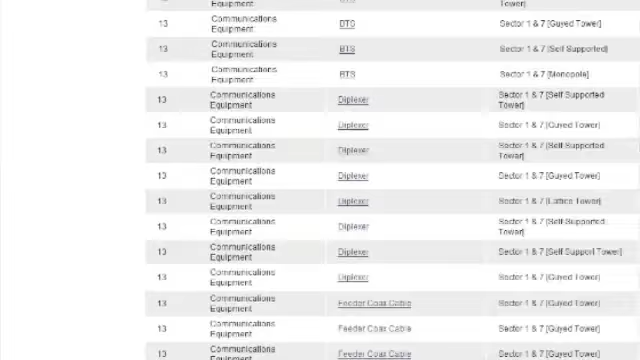 Equipment
Tower]
13 Communications Equipment BTS Sector 1 & 7 [Guyed Tower]
13 Communications Equipment BTS Sector 1 & 7 [Self Supported]
13 Communications Equipment BTS Sector 1 & 7 [Monopole]
13 Communications Equipment Diplexer Sector 1 & 7 [Self Supported Tower]
13 Communications Equipment Diplexer Sector 1 & 7 [Guyed Tower]
13 Communications Equipment Diplexer Sector 1 & 7 [Self Supported Tower]
13 Communications Equipment Diplexer Sector 1 & 7 [Guyed Tower]
13 Communications Equipment Diplexer Sector 1 & 7 [Lattice Tower]
13 Communications Equipment Diplexer Sector 1 & 7 [Self Supported Tower]
13 Communications Equipment Diplexer Sector 1 & 7 [Self Support Tower]
13 Communications Equipment Diplexer Sector 1 & 7 [Guyed Tower]
13 Communications Equipment Feeder Coax Cable Sector 1 & 7 [Guyed Tower]
13 Communications Equipment Feeder Coax Cable Sector 1 & 7 [Guyed Tower]
13 Communications Equipment Feeder Coax Cable Sector 1 & 7 [Guyed Tower]